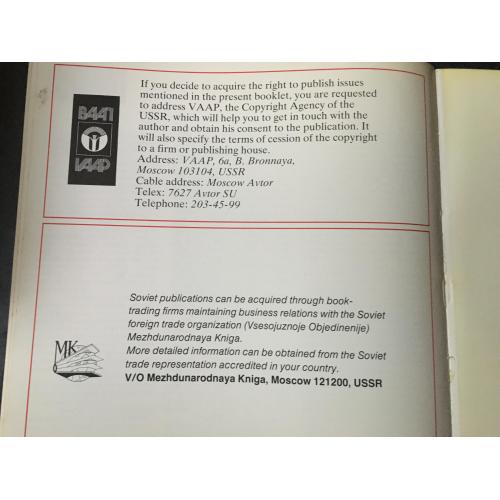 If you decide to acquire the right to publish issues
mentioned in the present booklet, you are requested
to address VAAP, the Copyright Agency of the
USSR, which will help you to get in touch with the
author and obtain his consent to the publication. It
will also specify the terms of cession of the copyright
to a firm or publishing house.
Address: VAAP, 6a, B. Bronnaya,
Moscow 103104, USSR
Cable address: Moscow Avtor
Telex: 7627 Avtor SU
Telephone: 203-45-99
ВААП
VAAP
Soviet publications can be acquired through book-
trading firms maintaining business relations with the Soviet
foreign trade organization (Vsesojuznoje Objedinenije)
Mezhdunarodnaya Kniga.
More detailed information can be obtained from the Soviet
trade representation accredited in your country.
V/O Mezhdunarodnaya Kniga, Moscow 121200, USSR
MK